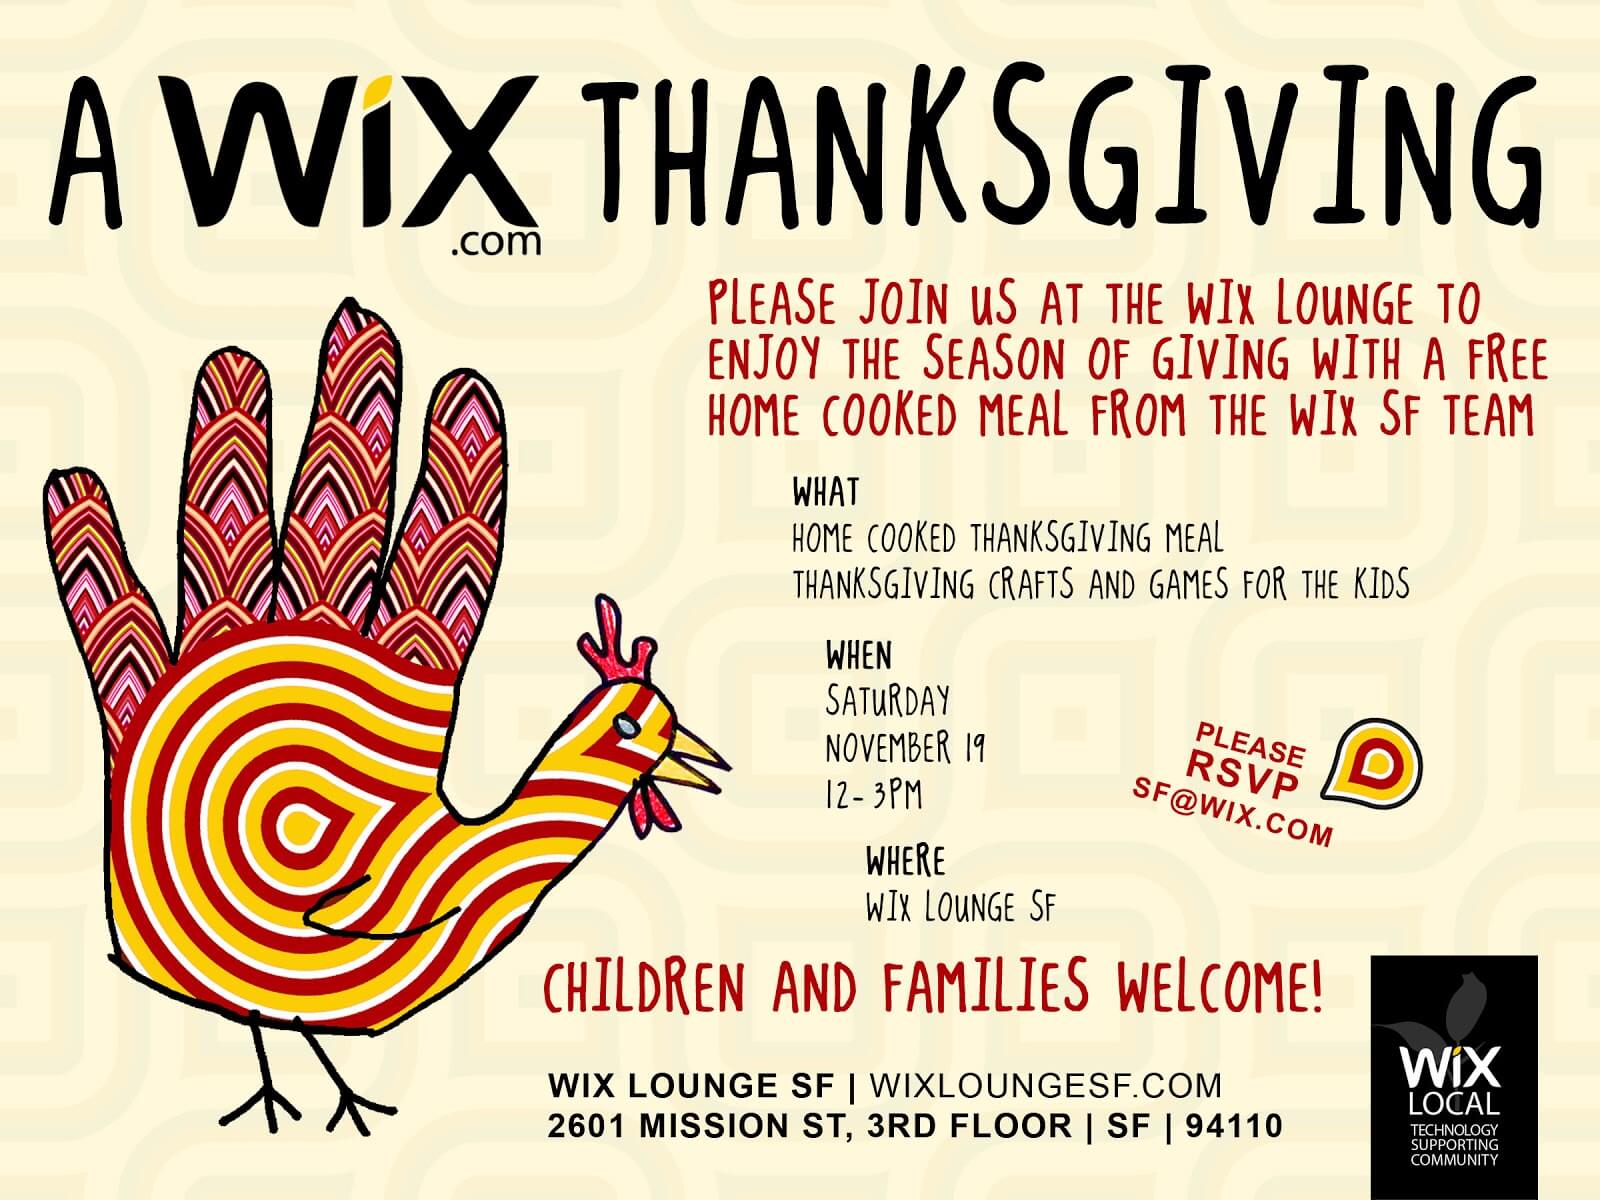 A WiX THANKSGIVING
.com
PLEASE JOIN US AT THE WIX LOUNGE TO
ENJOY THE SEASON OF GIVING WITH A FREE
HOME COOKED MEAL FROM THE WIX SF TEAM
WHAT
HOME COOKED THANKSGIVING MEAL
THANKSGIVING CRAFTS AND GAMES FOR THE KIDS
WHEN
SATURDAY
NOVEMBER 19
12-3PM
PLEASE
RSVP
SF@WIX.COM
WHERE
WIX LOUNGE SF
CHILDREN AND FAMILIES WELCOME!
WIX LOUNGE SF | WIXLOUNGESF.COM
2601 MISSION ST, 3RD FLOOR | SF | 94110
WiX
LOCAL
TECHNOLOGY
SUPPORTING
COMMUNITY